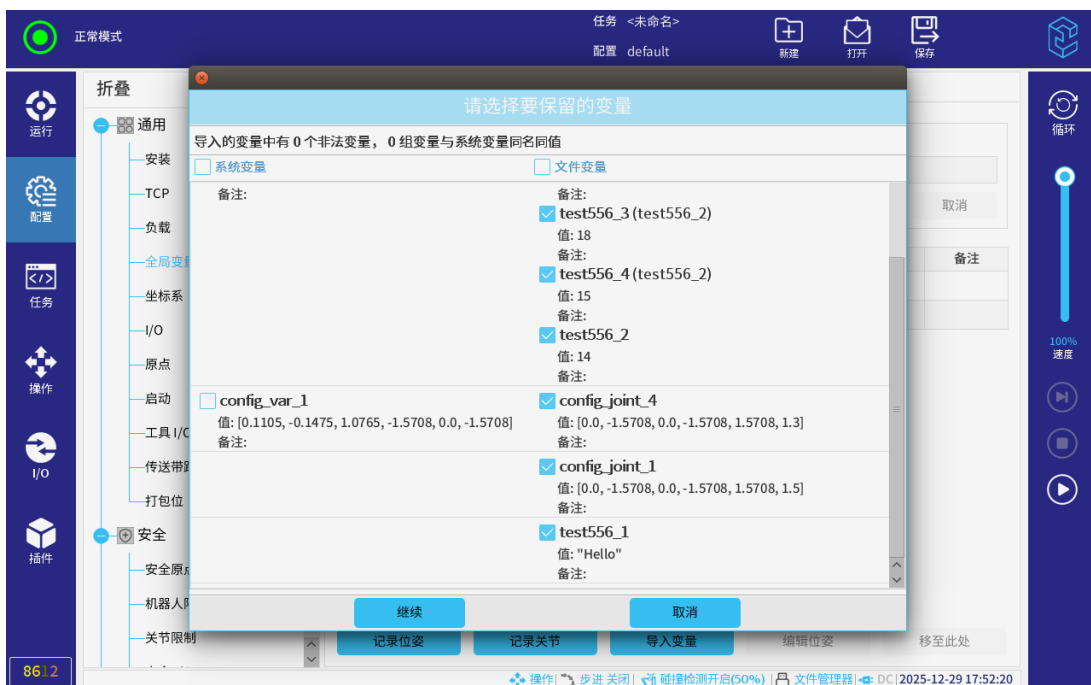 正常模式
任务 <未命名>
配置 default
新建
打开
保存
运行
配置
任务
操作
I/O
插件
8612
折叠
通用
安装
TCP
负载
全局变
坐标系
I/O
原点
启动
工具 I/O
传送带
打包位
安全
安全原
机器人
关节限制
请选择要保留的变量
导入的变量中有 0 个非法变量， 0 组变量与系统变量同名同值
系统变量 文件变量
备注: 备注:
test556_3 (test556_2)
值: 18
备注:
test556_4 (test556_2)
值: 15
备注:
test556_2
值: 14
备注:
config_var_1 config_joint_4
值: [0.1105, -0.1475, 1.0765, -1.5708, 0.0, -1.5708] 值: [0.0, -1.5708, 0.0, -1.5708, 1.5708, 1.3]
备注: 备注:
config_joint_1
值: [0.0, -1.5708, 0.0, -1.5708, 1.5708, 1.5]
备注:
test556_1
值: "Hello"
备注:
继续 取消
取消
备注
记录位姿 记录关节 导入变量 编辑位姿 移至此处
操作| 步进 关闭| 碰撞检测开启(50%) | 文件管理器| DC|2025-12-29 17:52:20
循环
100%
速度